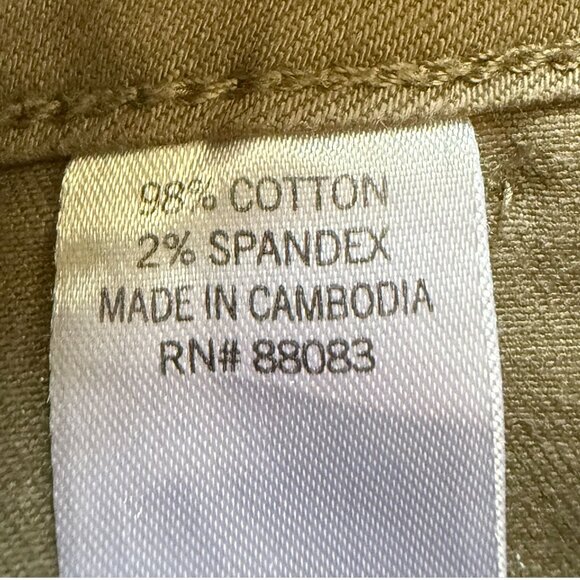 98% COTTON
2% SPANDEX
MADE IN CAMBODIA
RN# 88083